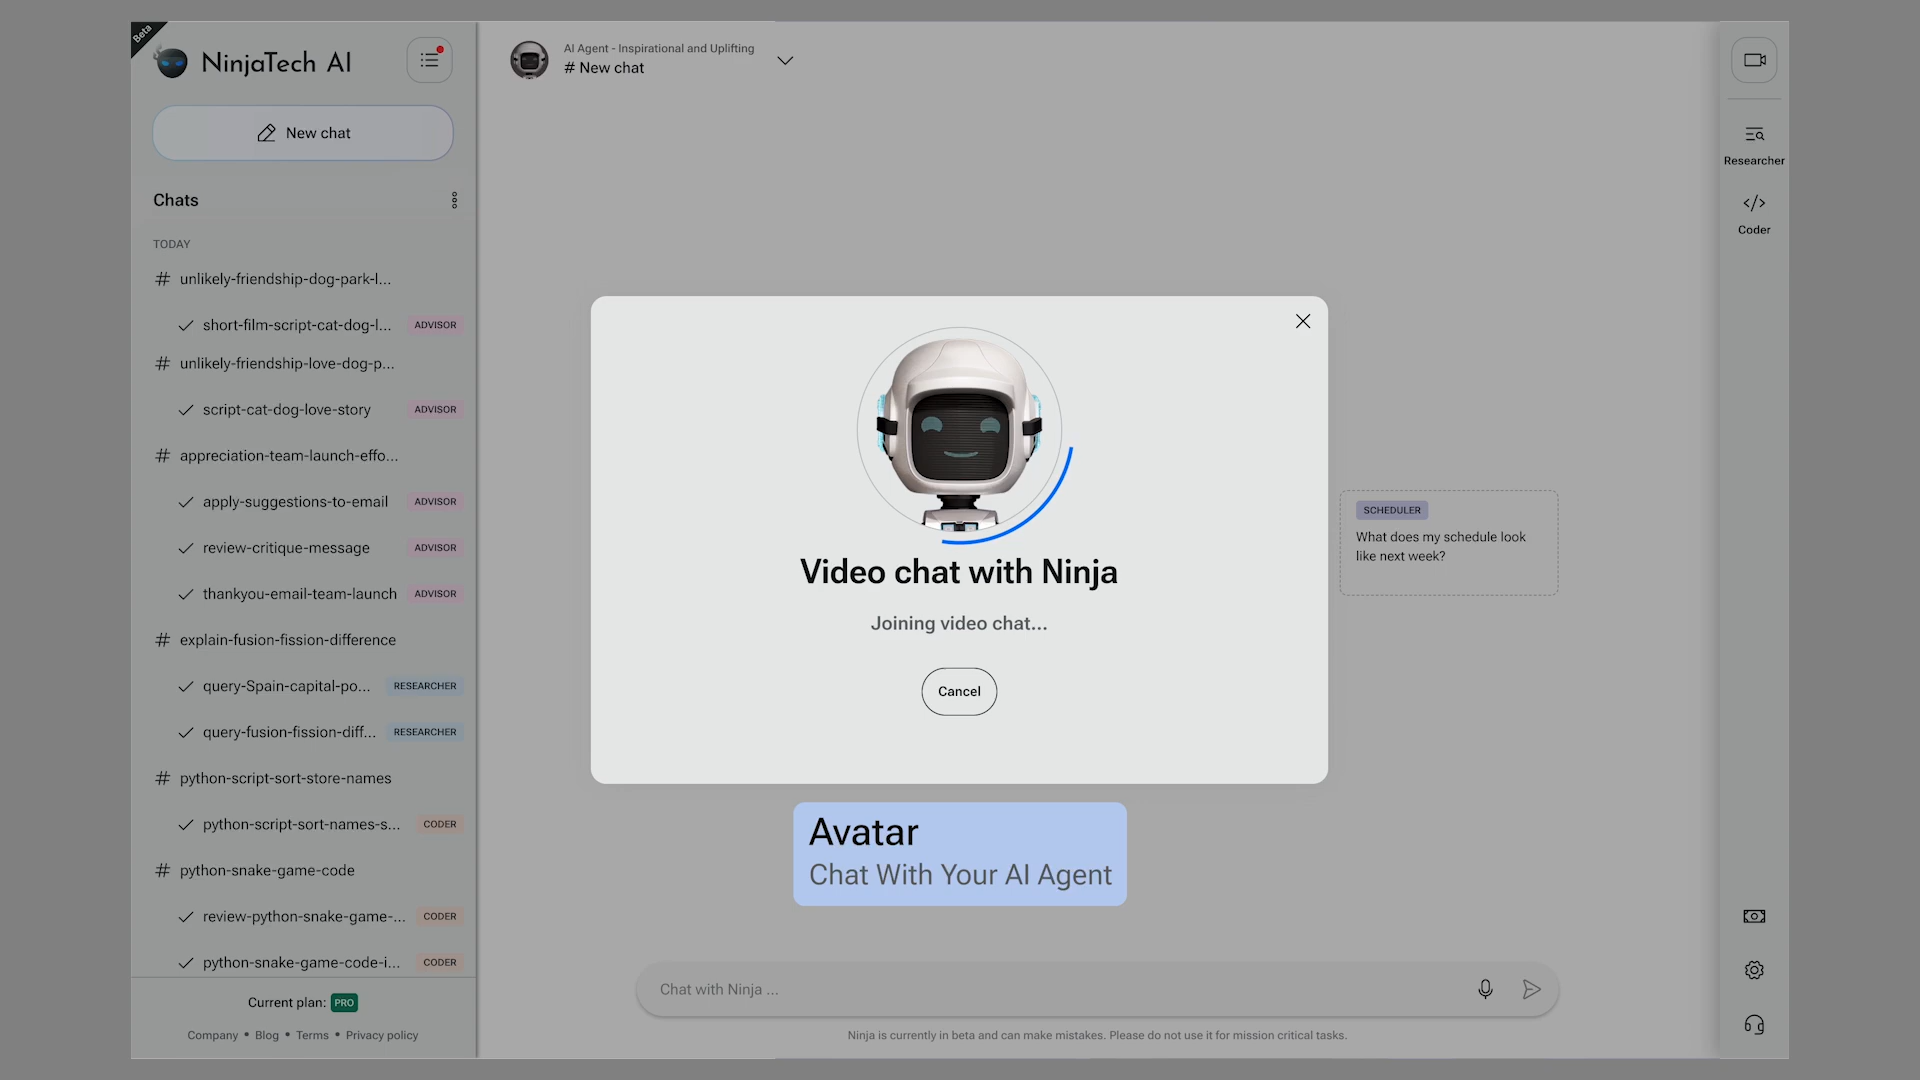 Beta
NinjaTech AI
New chat
Chats
TODAY
# unlikely-friendship-dog-park-l...
short-film-script-cat-dog-l... ADVISOR
# unlikely-friendship-love-dog-p...
script-cat-dog-love-story ADVISOR
# appreciation-team-launch-effo...
apply-suggestions-to-email ADVISOR
review-critique-message ADVISOR
thankyou-email-team-launch ADVISOR
# explain-fusion-fission-difference
query-Spain-capital-po... RESEARCHER
query-fusion-fission-diff... RESEARCHER
# python-script-sort-store-names
python-script-sort-names-s... CODER
# python-snake-game-code
review-python-snake-game-... CODER
python-snake-game-code-i... CODER
Current plan: PRO
Company • Blog • Terms • Privacy policy
AI Agent - Inspirational and Uplifting
# New chat
Video chat with Ninja
Joining video chat...
Cancel
SCHEDULER
What does my schedule look
like next week?
Avatar
Chat With Your AI Agent
Chat with Ninja ...
Ninja is currently in beta and can make mistakes. Please do not use it for mission critical tasks.
Researcher
</> 
Coder